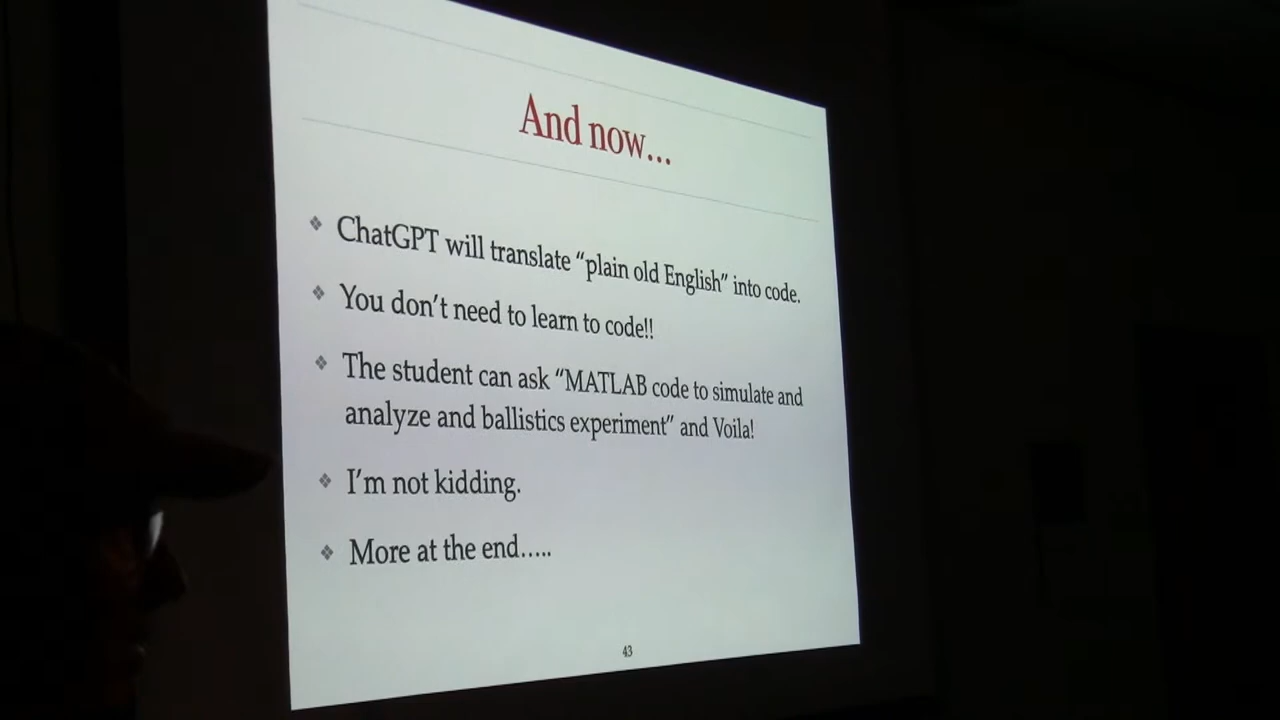 And now...
❖ ChatGPT will translate “plain old English” into code.
❖ You don’t need to learn to code!!
❖ The student can ask “MATLAB code to simulate and
analyze and ballistics experiment” and Voila!
❖ I’m not kidding.
❖ More at the end…..
43